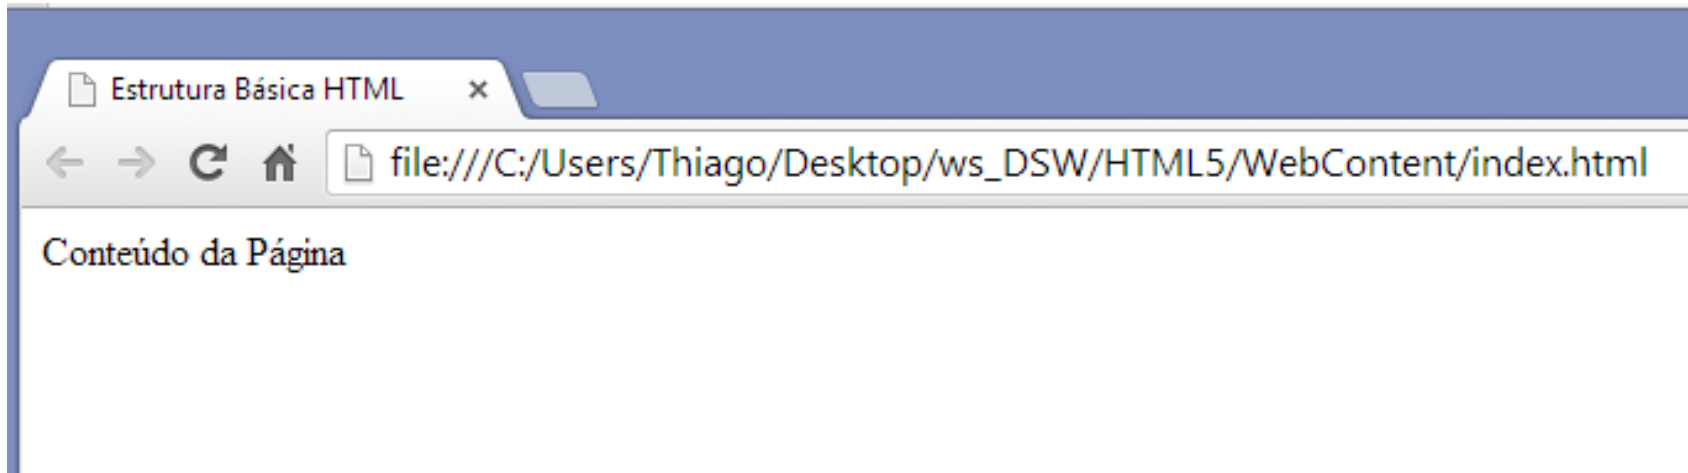 Estrutura Básica HTML
file:///C:/Users/Thiago/Desktop/ws_DSW/HTML5/WebContent/index.html
Conteúdo da Página